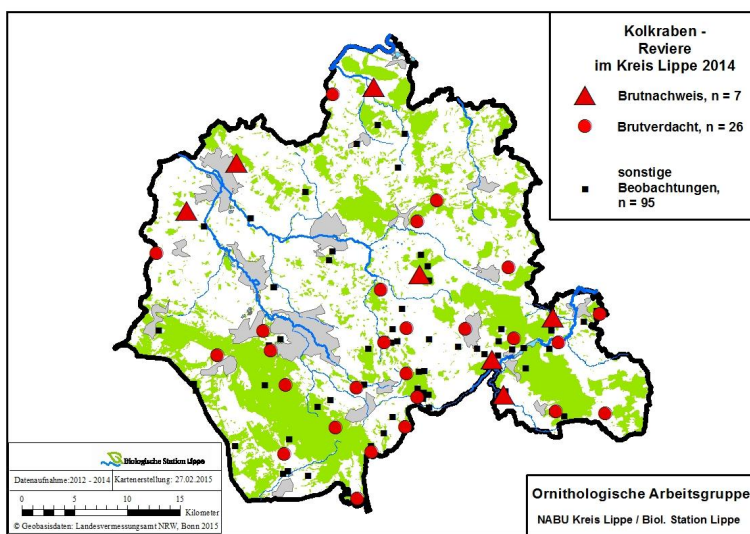 Kolkraben -
Reviere
im Kreis Lippe 2014
Brutnachweis, n = 7
Brutverdacht, n = 26
sonstige
Beobachtungen,
n = 95
Biologische Station Lippe
Datenaufnahme:2012 - 2014 Kartenerstellung: 27.02.2015
0 5 10 15
Kilometer
© Geobasisdaten: Landesvermessungsamt NRW, Bonn 2015
Ornithologische Arbeitsgruppe
NABU Kreis Lippe / Biol. Station Lippe